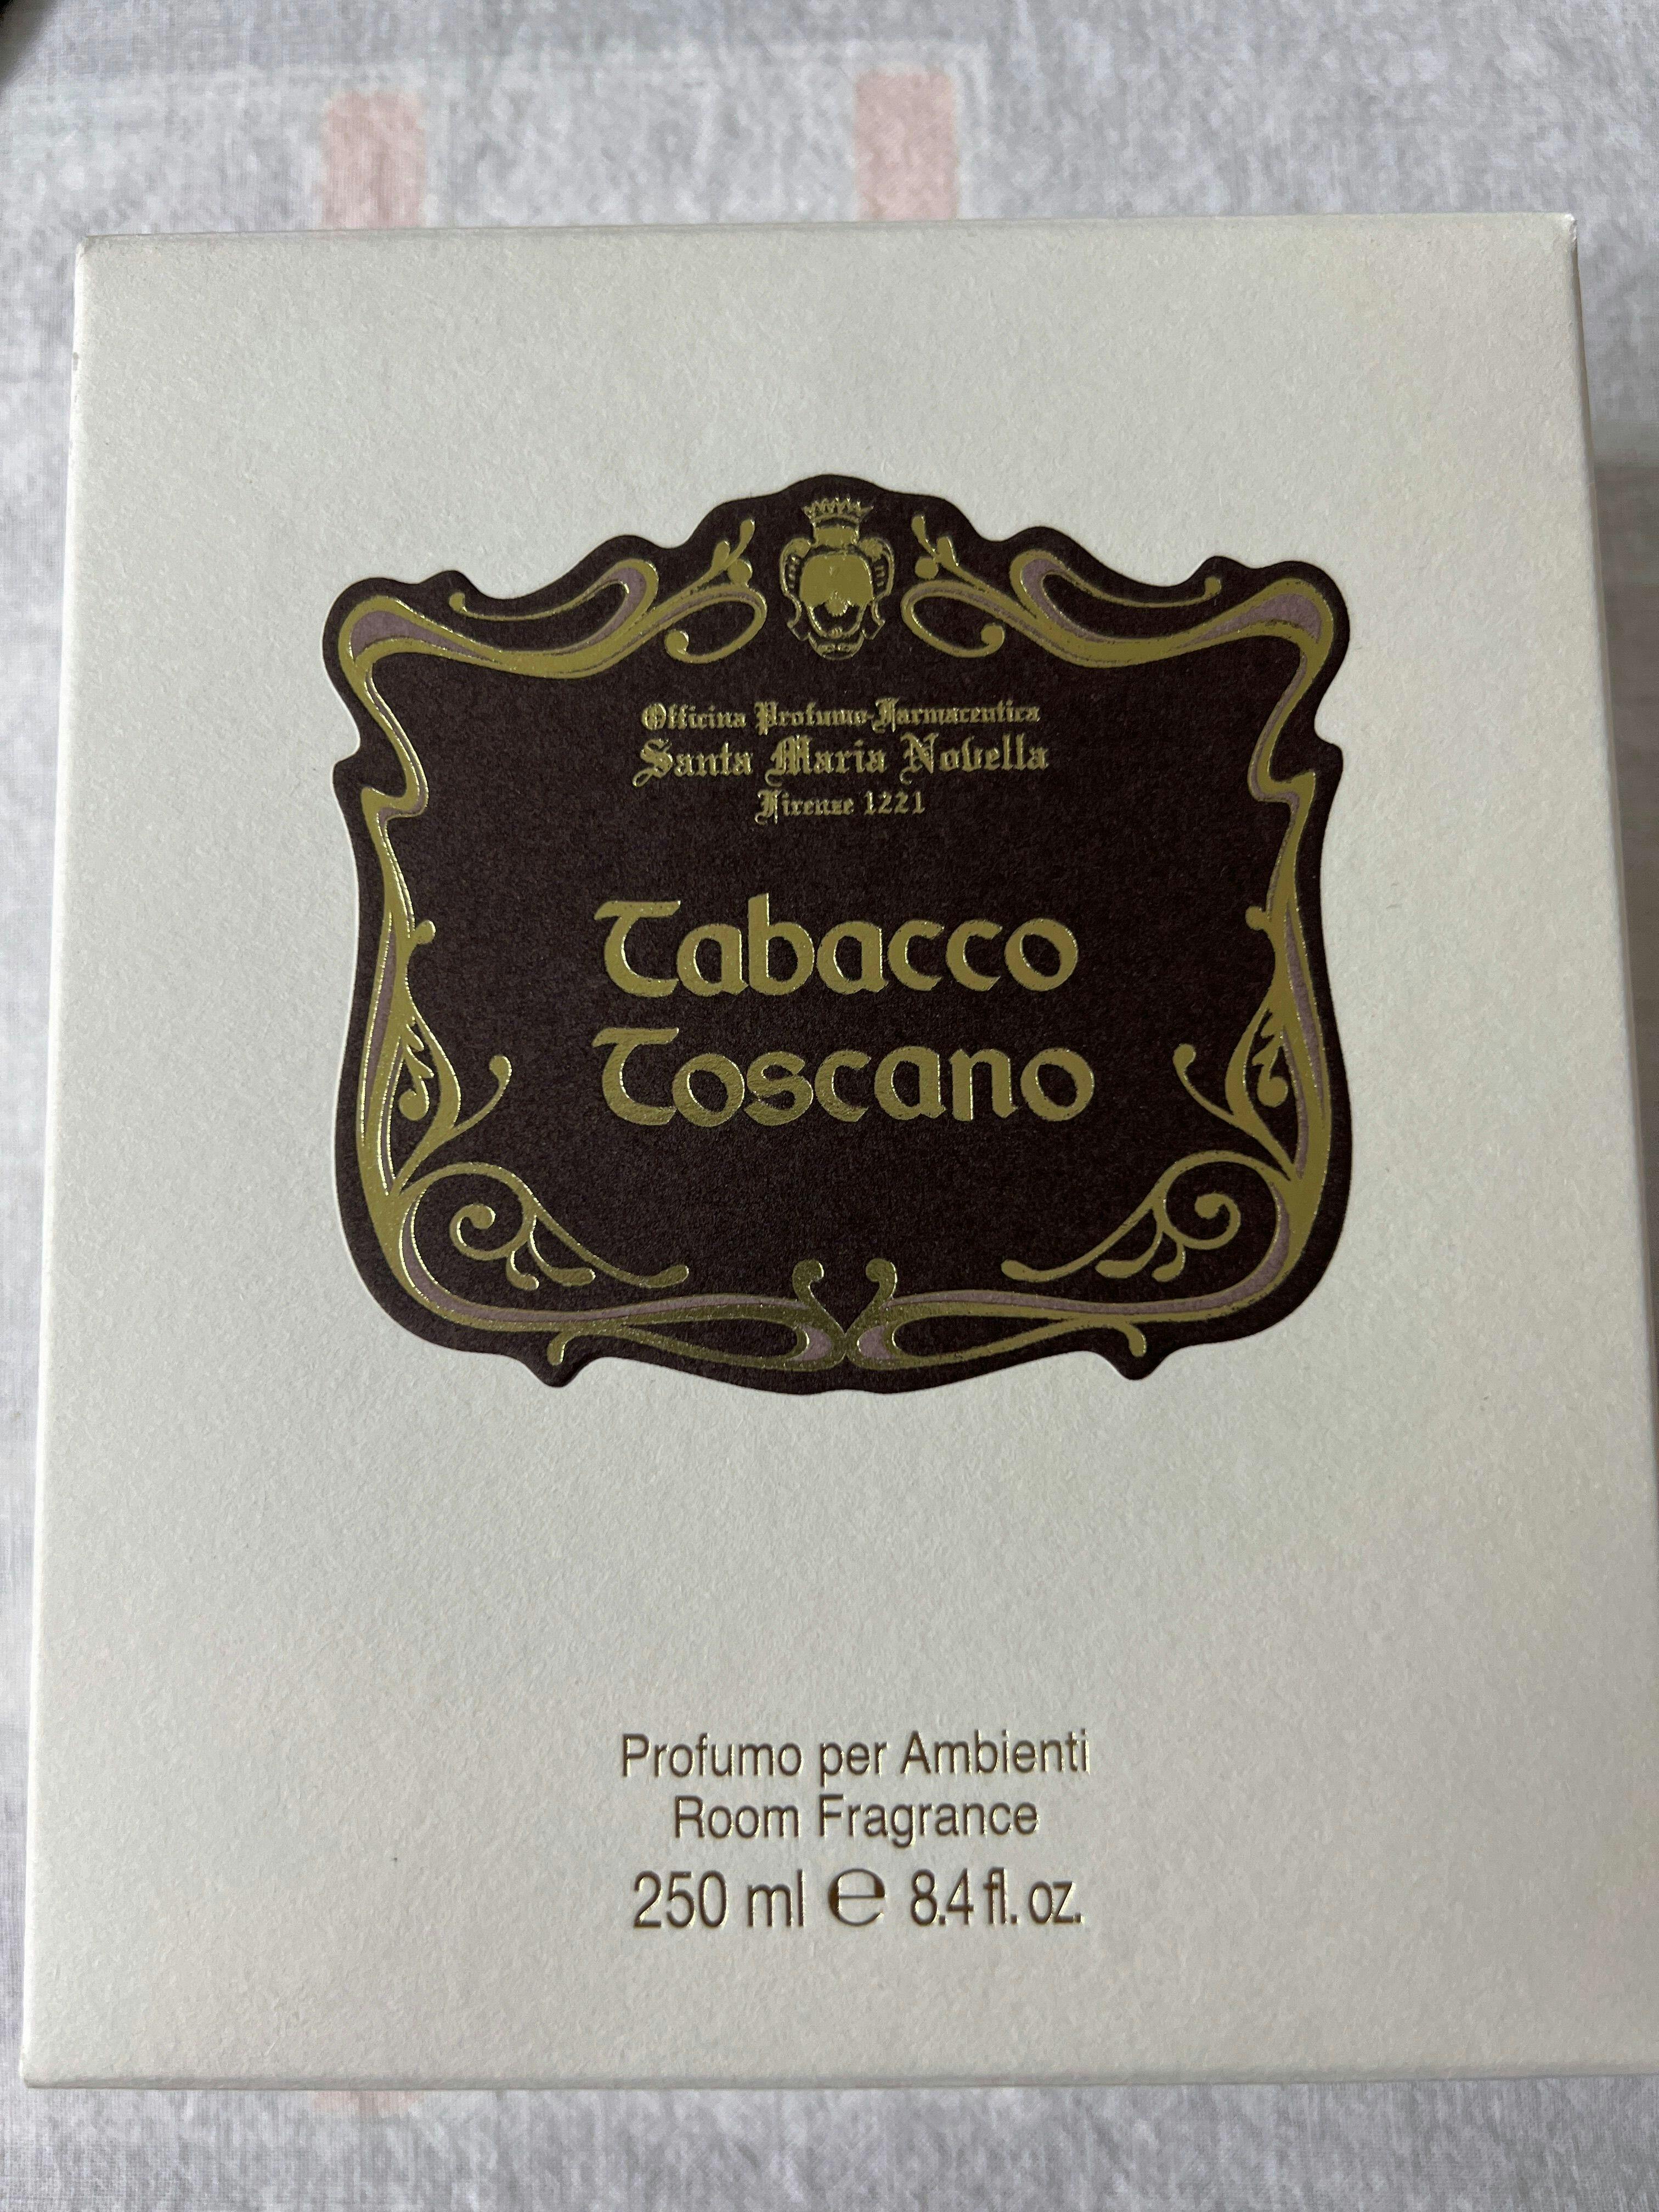 Officina Profumo-Farmaceutica
Santa Maria Novella
Firenze 1221
Tabacco
Toscano
Profumo per Ambienti
Room Fragrance
250 ml ℮ 8.4 fl. oz.